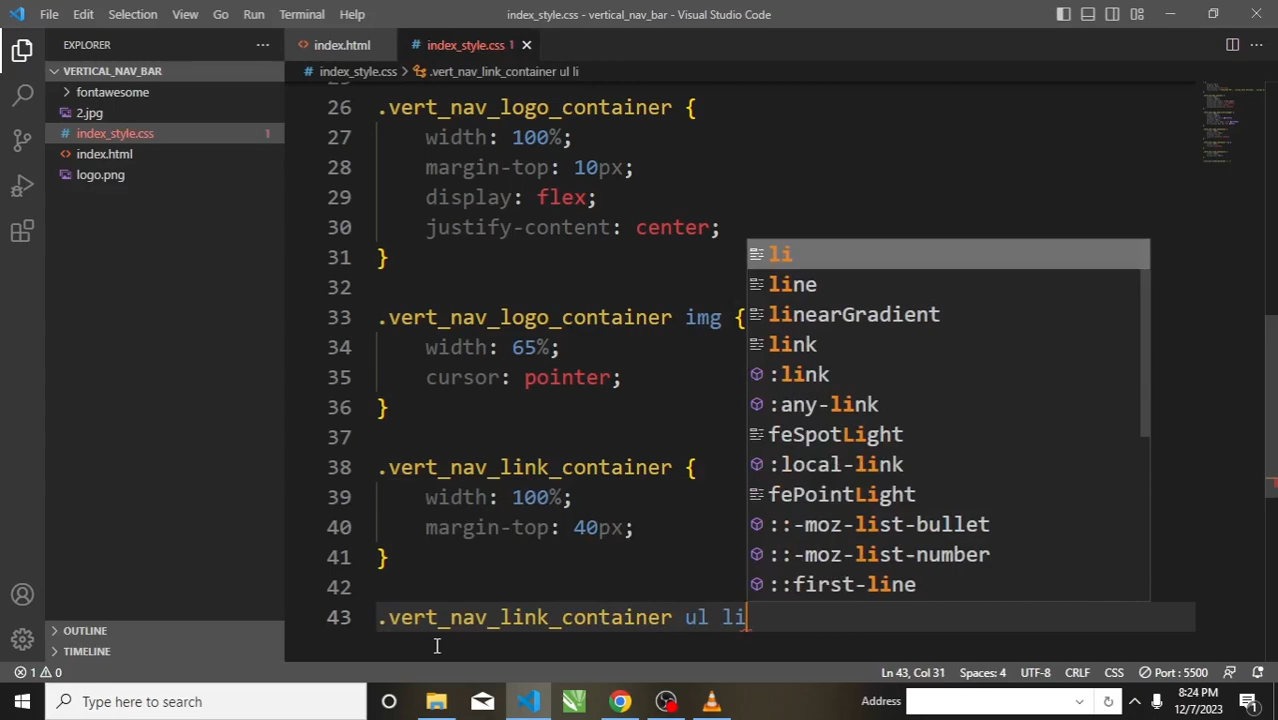 File Edit Selection View Go Run Terminal Help index_style.css - vertical_nav_bar - Visual Studio Code
EXPLORER
index.html
index_style.css 1
VERTICAL_NAV_BAR
index_style.css > .vert_nav_link_container ul li
fontawesome
2.jpg
index_style.css 1
index.html
logo.png
26 .vert_nav_logo_container {
27 width: 100%;
28 margin-top: 10px;
29 display: flex;
30 justify-content: center;
31 }
32
33 .vert_nav_logo_container img {
34 width: 65%;
35 cursor: pointer;
36 }
37
38 .vert_nav_link_container {
39 width: 100%;
40 margin-top: 40px;
41 }
42
43 .vert_nav_link_container ul li
li
line
linearGradient
link
:link
:any-link
feSpotLight
:local-link
fePointLight
::-moz-list-bullet
::-moz-list-number
::first-line
OUTLINE
TIMELINE
1 0 Ln 43, Col 31 Spaces: 4 UTF-8 CRLF CSS Port : 5500
Type here to search
Address
8:24 PM
12/7/2023
1